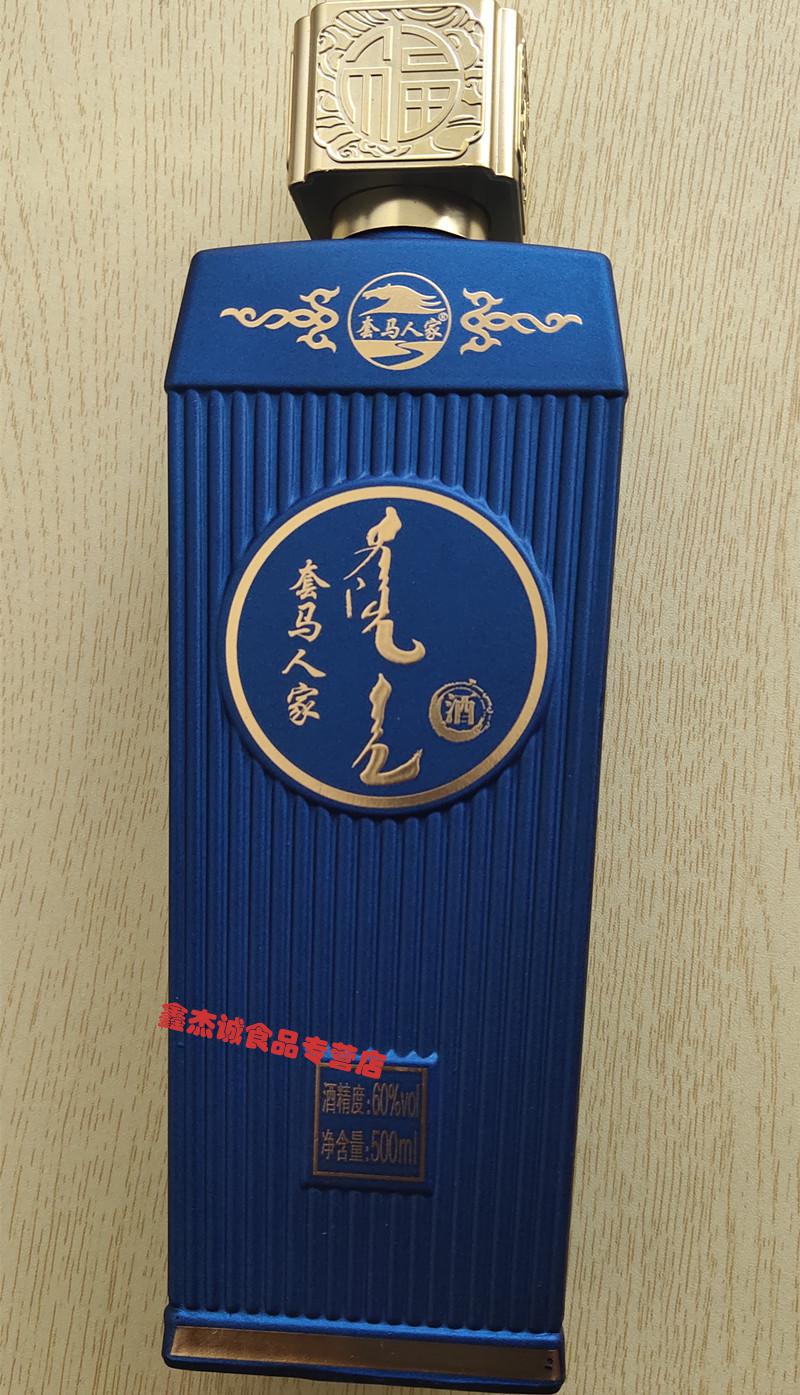 福
套马人家®
套马人家
酒
鑫杰诚食品专营店
酒精度:60%vol
净含量:500ml